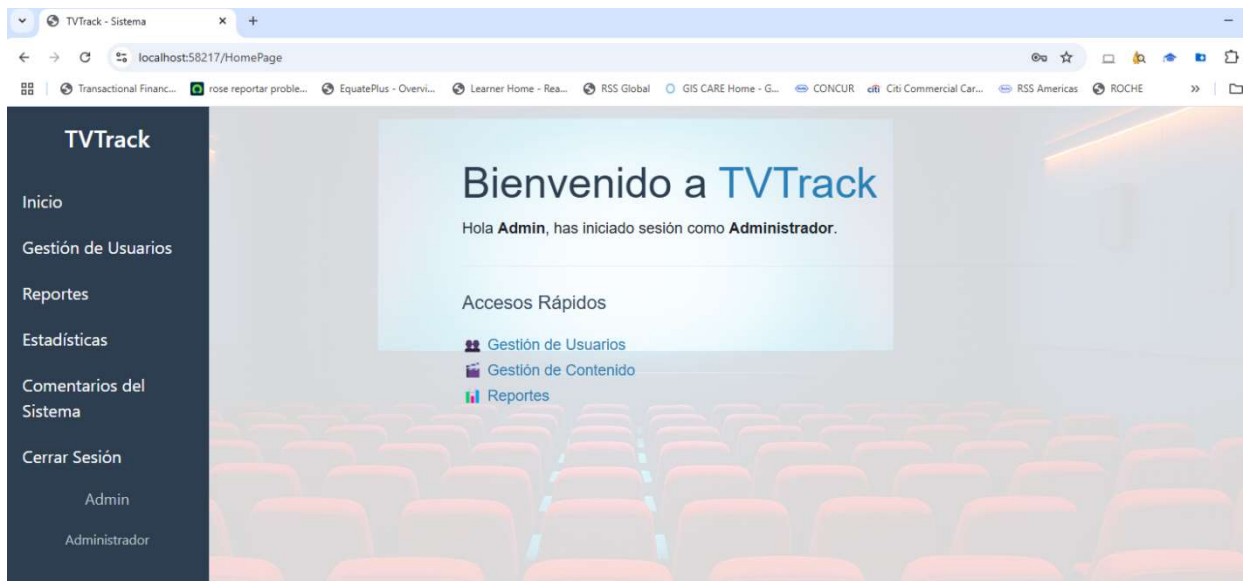 TVTrack - Sistema
localhost:58217/HomePage
Transactional Financ... rose reportar proble... EquatePlus - Overvi... Learner Home - Rea... RSS Global GIS CARE Home - G... CONCUR citi Citi Commercial Car... RSS Americas ROCHE »
TVTrack
Inicio
Gestión de Usuarios
Reportes
Estadísticas
Comentarios del
Sistema
Cerrar Sesión
Admin
Administrador
Bienvenido a TVTrack
Hola Admin, has iniciado sesión como Administrador.
Accesos Rápidos
Gestión de Usuarios
Gestión de Contenido
Reportes